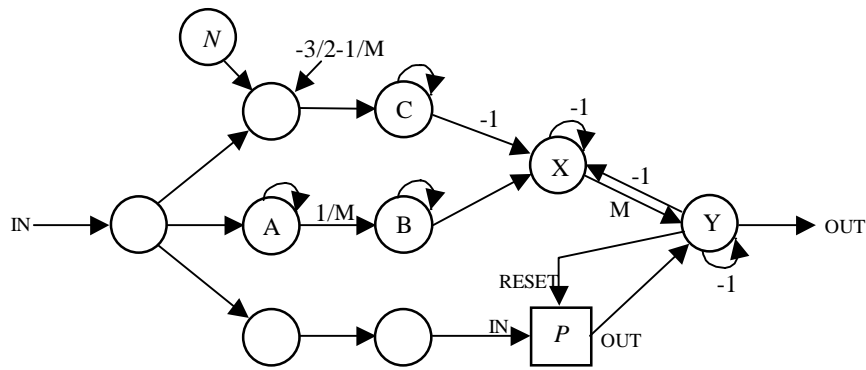 N
-3/2-1/M
C
-1
-1
X
IN
A
1/M
B
M
-1
Y
OUT
-1
RESET
IN
P
OUT